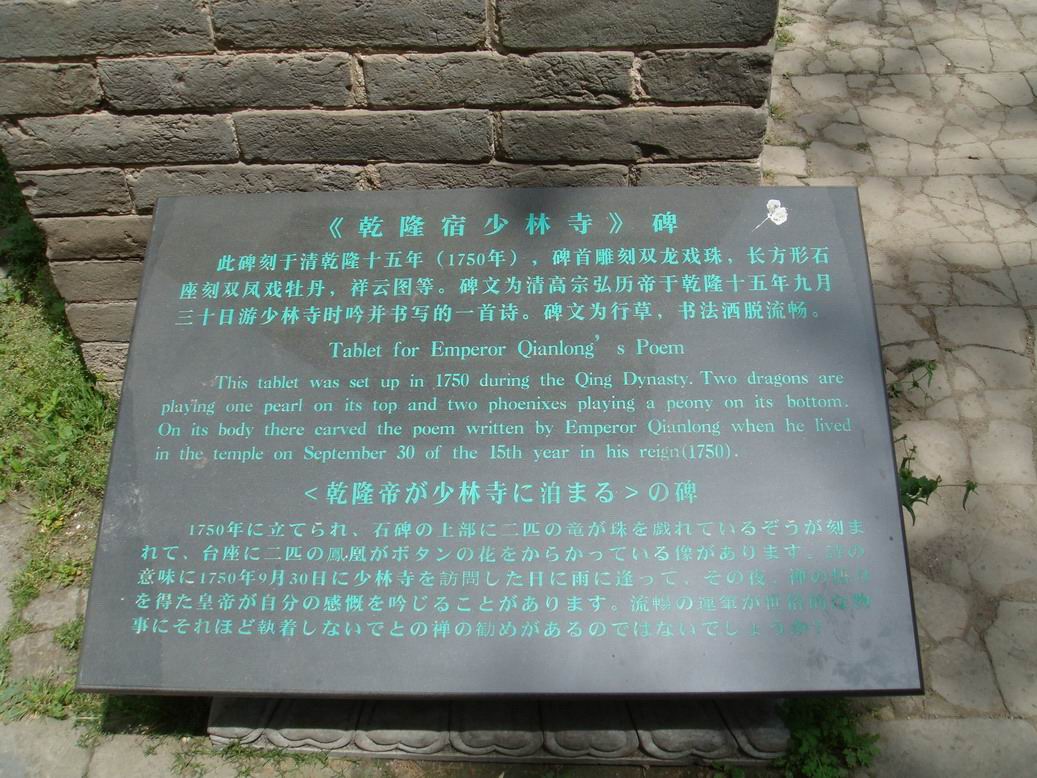 《乾隆宿少林寺》碑
此碑刻于清乾隆十五年（1750年），碑首雕刻双龙戏珠，长方形石
座刻双凤戏牡丹，祥云图等。碑文为清高宗弘历帝于乾隆十五年九月
三十日游少林寺时吟并书写的一首诗。碑文为行草，书法洒脱流畅。
Tablet for Emperor Qianlong's Poem
This tablet was set up in 1750 during the Qing Dynasty. Two dragons are
playing one pearl on its top and two phoenixes playing a peony on its bottom.
On its body there carved the poem written by Emperor Qianlong when he lived
in the temple on September 30 of the 15th year in his reign(1750).
<乾隆帝が少林寺に泊まる>の碑
1750年に立てられ、石碑の上部に二匹の竜が珠を戯れているぞうが刻ま
れて、台座に二匹の鳳凰がボタンの花をからかっている像があります。詩の
意味に1750年9月30日に少林寺を訪問した日に雨に逢って、その夜、禅の
を得た皇帝が自分の感慨を吟じることがあります。流暢の運筆が世俗的な物
事にそれほど執着しないでとの禅の勧めがあるのではないでしょうか